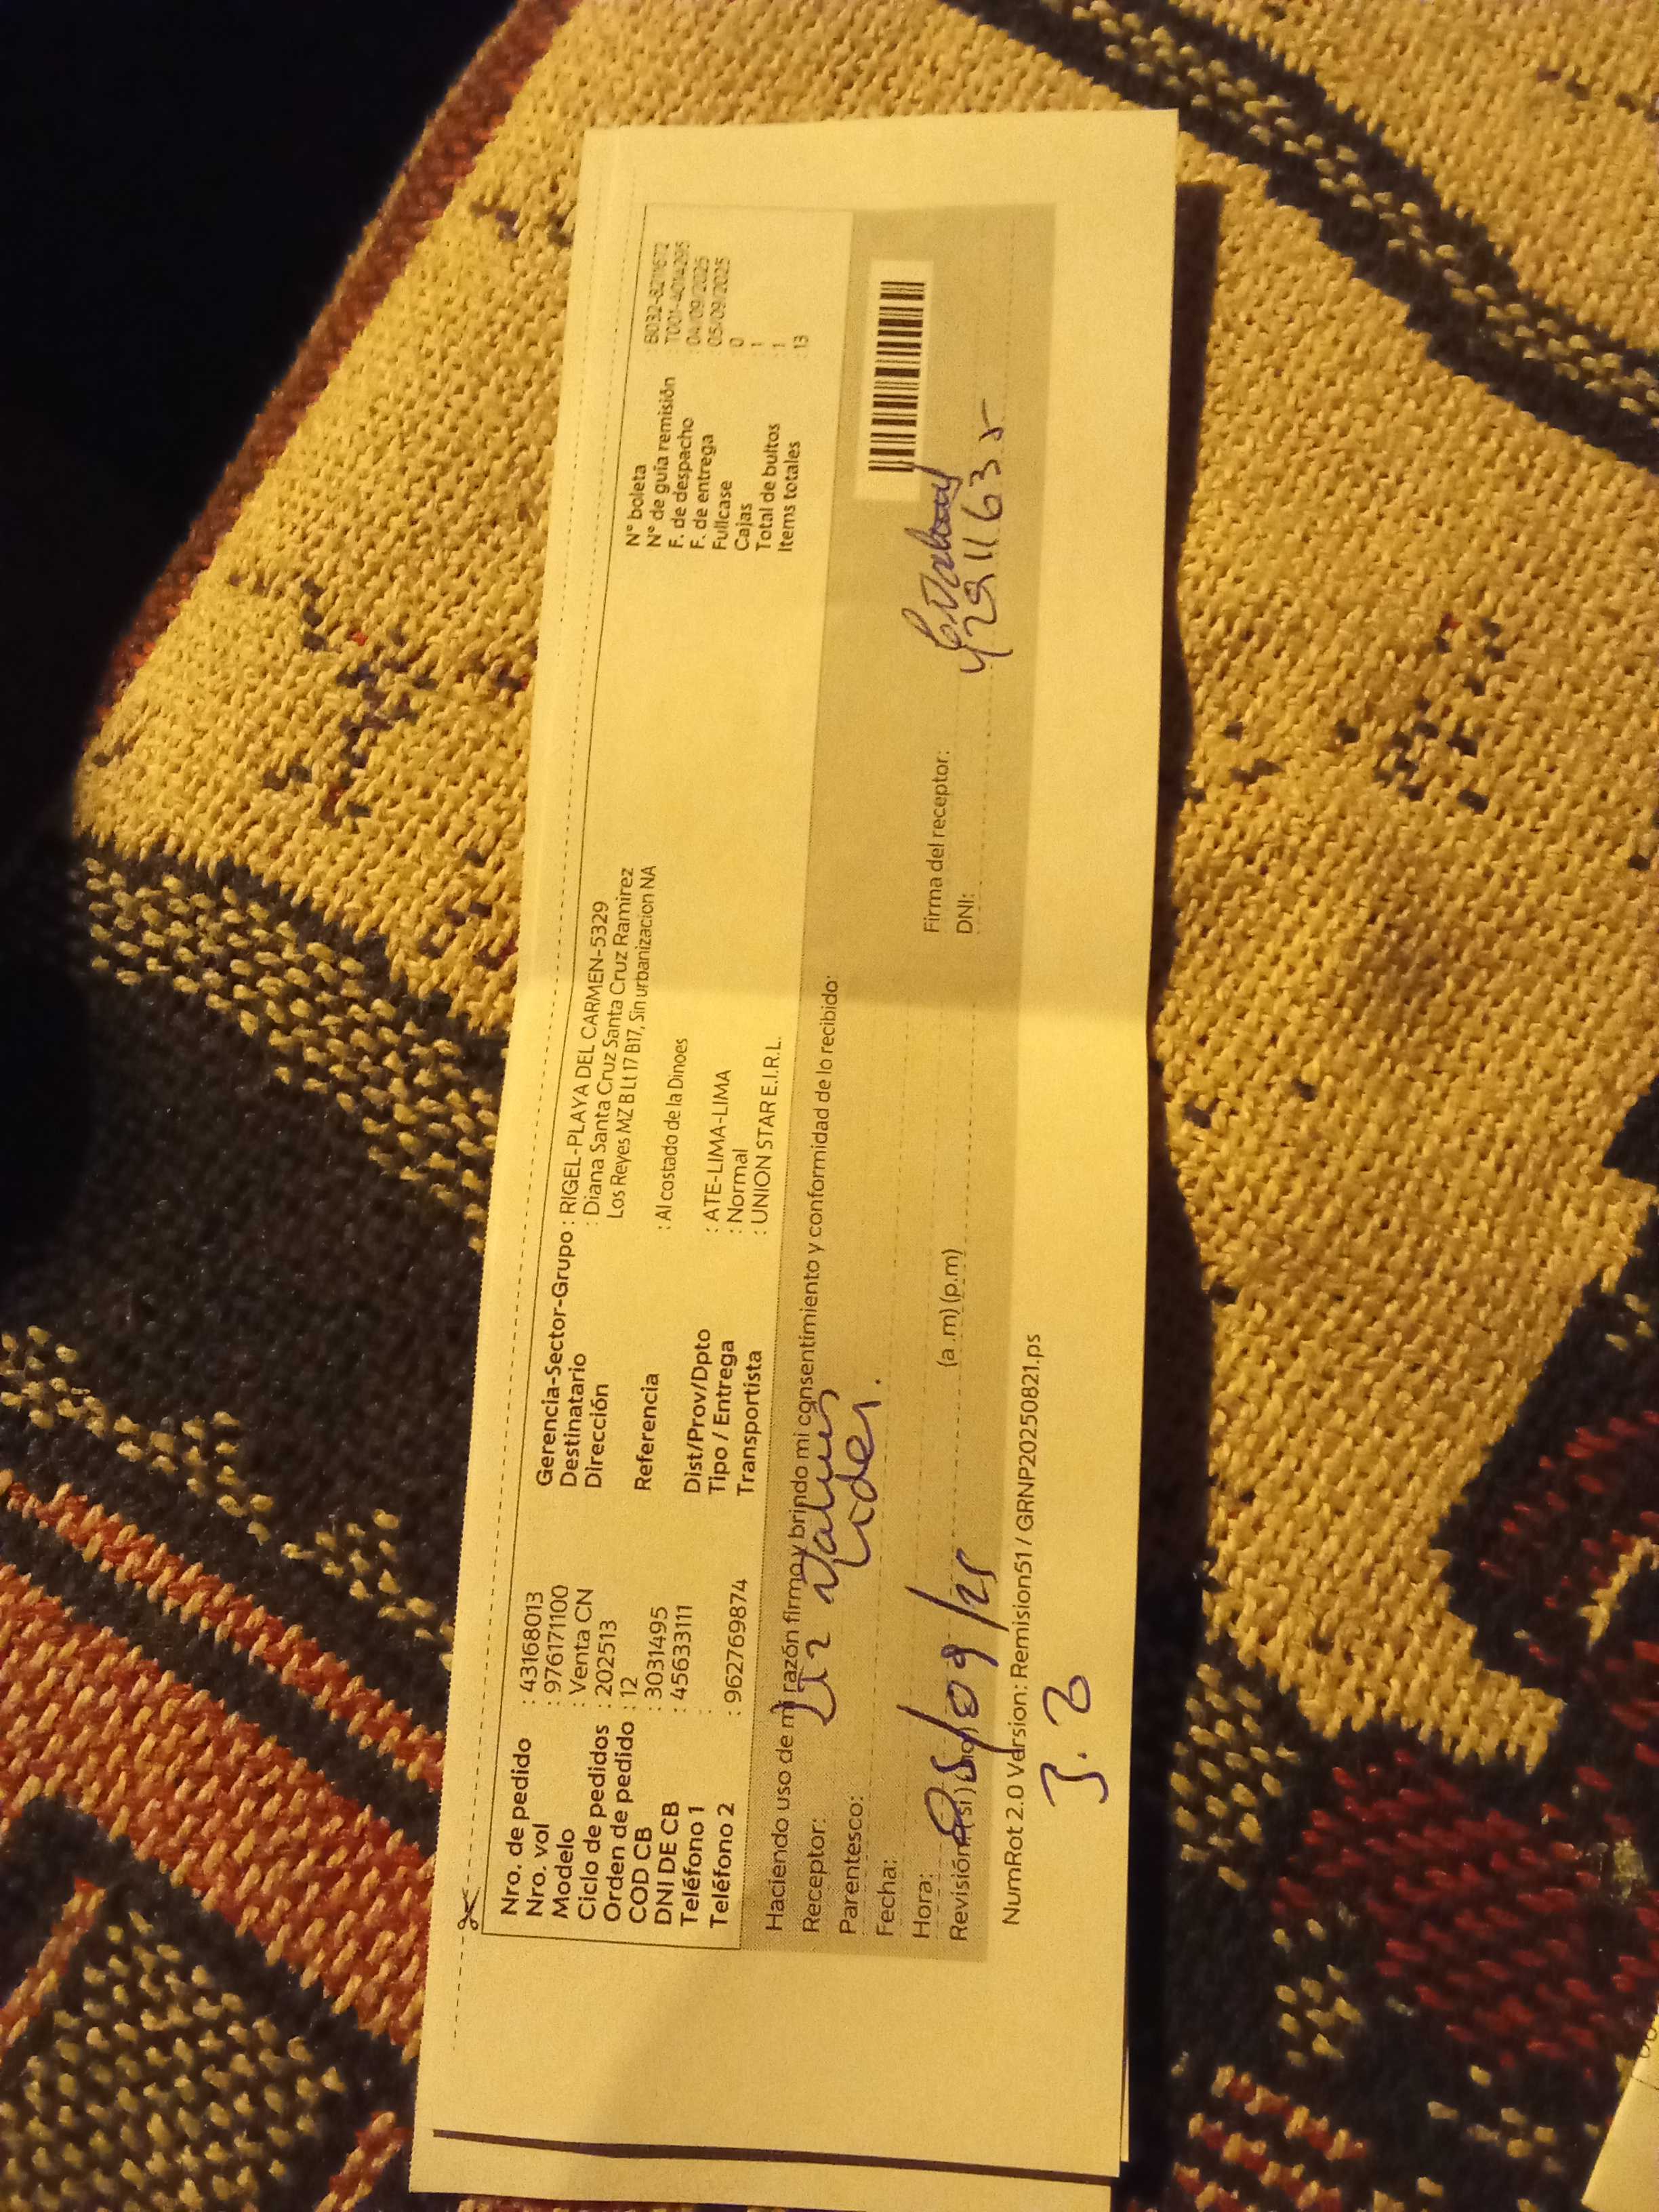 Nro. de pedido : 43168013
Nro. vol : 976171100
Modelo : Venta CN
Ciclo de pedidos : 202513
Orden de pedido : 12
COD CB : 3031495
DNI DE CB : 45633111
Teléfono 1 :
Teléfono 2 : 962769874
Gerencia-Sector-Grupo : RIGEL-PLAYA DEL CARMEN-5329
Destinatario : Diana Santa Cruz Santa Cruz Ramirez
Dirección Los Reyes MZ B Lt 17 B17, Sin urbanizacion NA
Referencia : Al costado de la Dinoes
Dist/Prov/Dpto : ATE-LIMA-LIMA
Tipo / Entrega : Normal
Transportista : UNION STAR E.I.R.L.
N° boleta
N° de guía remisión
F. de despacho : 04/09/2025
F. de entrega 05/09/2025
Fullcase 0
Cajas : 1
Total de bultos : 1
Items totales 13
Haciendo uso de mi razón firmo y brindo mi consentimiento y conformidad de lo recibido:
Receptor:
Parentesco: Lider.
Fecha:
Hora: 05/09/25 (a.m) (p.m)
Firma del receptor:
DNI:
NumRot 2.0 Version: Remision51 / GRNIP20250821.ps